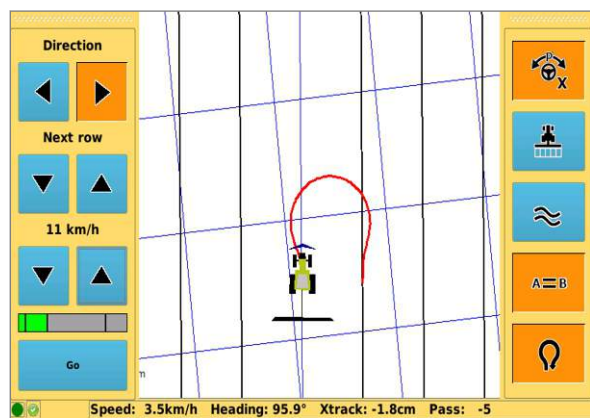 Direction
Next row
11 km/h
Go
P
X
A=B
m
Speed: 3.5km/h Heading: 95.9° Xtrack: -1.8cm Pass: -5